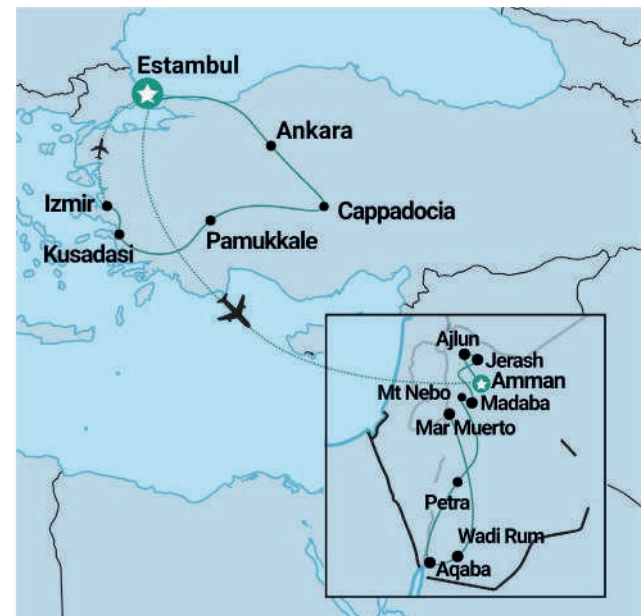 Estambul
Ankara
Izmir
Cappadocia
Kusadasi
Pamukkale
Ajlun
Jerash
Amman
Mt Nebo
Madaba
Mar Muerto
Petra
Wadi Rum
Aqaba